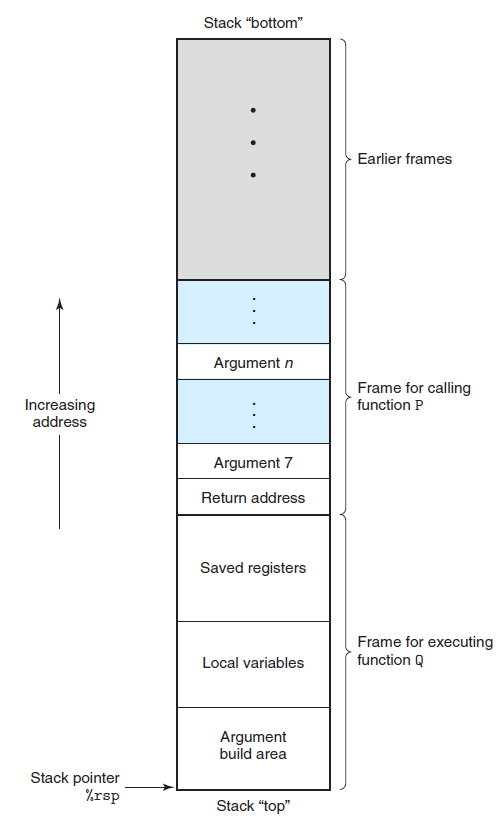 Stack “bottom”
Earlier frames
Argument n
Frame for calling
function P
Increasing
address
Argument 7
Return address
Saved registers
Frame for executing
function Q
Local variables
Argument
build area
Stack pointer
%rsp
Stack “top”